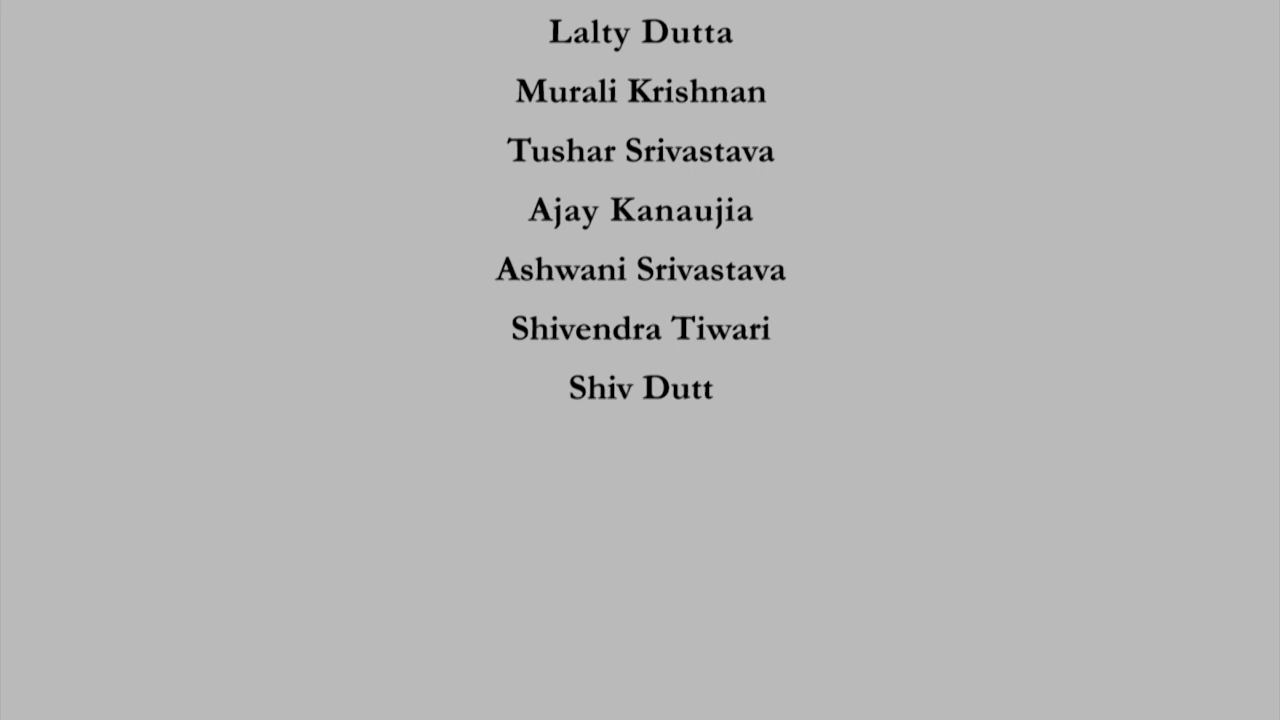 Lalty Dutta
Murali Krishnan
Tushar Srivastava
Ajay Kanaujia
Ashwani Srivastava
Shivendra Tiwari
Shiv Dutt